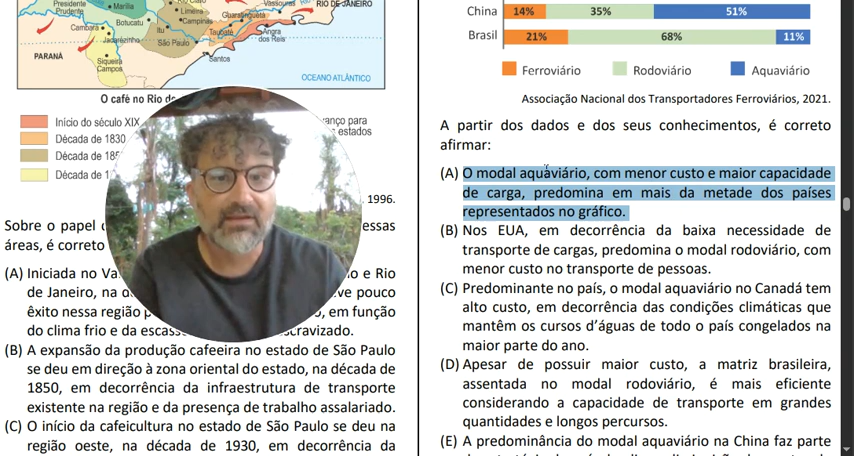 Presidente
Prudente
Marília
Botucatu
Limeira
Campinas
Itu
São Paulo
Cambara
Jatarezinho
Siqueira
Campos
PARANÁ
Guaratinguetá
Taubaté
Vassouras
RIO DE JANEIRO
Angra
dos Reis
Santos
OCEANO ATLÂNTICO
O café no Rio de
Início do século XIX
Década de 1830
Década de 185
Década de 1
vanço para
estados
1996.
Sobre o papel
essas
áreas, é correto
(A) Iniciada no Va
o e Rio
de Janeiro, na d
ve pouco
êxito nessa região p
o, em função
do clima frio e da escass
scravizado.
(B) A expansão da produção cafeeira no estado de São Paulo
se deu em direção à zona oriental do estado, na década de
1850, em decorrência da infraestrutura de transporte
existente na região e da presença de trabalho assalariado.
(C) O início da cafeicultura no estado de São Paulo se deu na
região oeste, na década de 1930, em decorrência da
China 14% 35% 51%
Brasil 21% 68% 11%
Ferroviário Rodoviário Aquaviário
Associação Nacional dos Transportadores Ferroviários, 2021.
A partir dos dados e dos seus conhecimentos, é correto
afirmar:
(A) O modal aquaviário, com menor custo e maior capacidade
de carga, predomina em mais da metade dos países
representados no gráfico.
(B) Nos EUA, em decorrência da baixa necessidade de
transporte de cargas, predomina o modal rodoviário, com
menor custo no transporte de pessoas.
(C) Predominante no país, o modal aquaviário no Canadá tem
alto custo, em decorrência das condições climáticas que
mantêm os cursos d'águas de todo o país congelados na
maior parte do ano.
(D) Apesar de possuir maior custo, a matriz brasileira,
assentada no modal rodoviário, é mais eficiente
considerando a capacidade de transporte em grandes
quantidades e longos percursos.
(E) A predominância do modal aquaviário na China faz parte